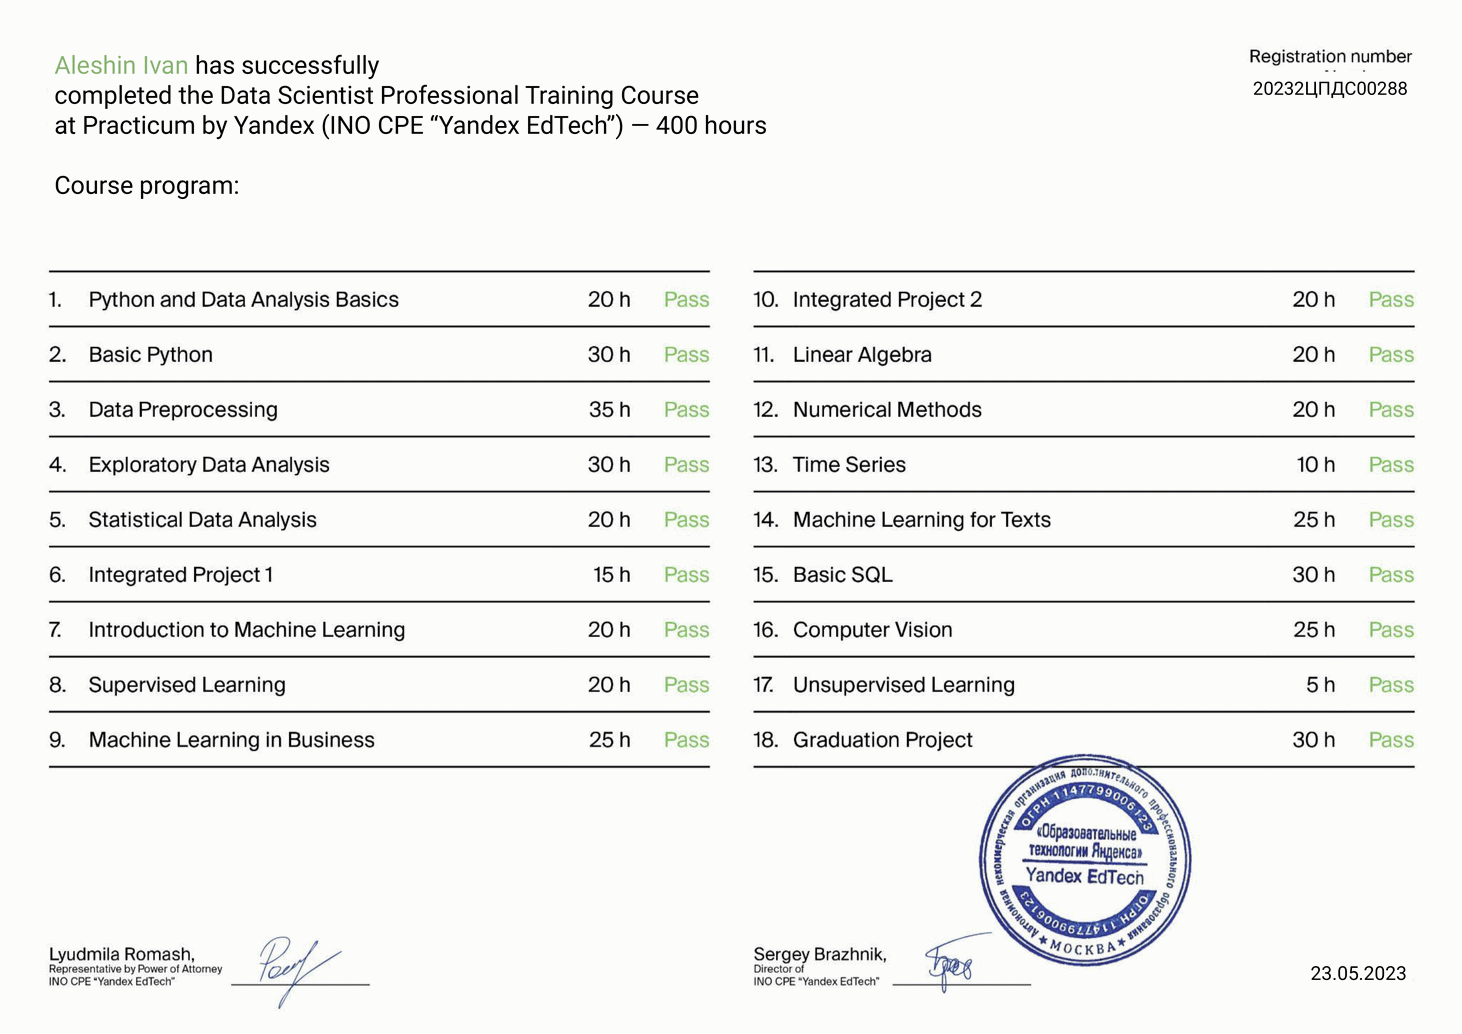 Aleshin Ivan has successfully
completed the Data Scientist Professional Training Course
at Practicum by Yandex (INO CPE “Yandex EdTech”) — 400 hours
Registration number
20232ЦПДС00288
Course program:
1. Python and Data Analysis Basics 20 h Pass
2. Basic Python 30 h Pass
3. Data Preprocessing 35 h Pass
4. Exploratory Data Analysis 30 h Pass
5. Statistical Data Analysis 20 h Pass
6. Integrated Project 1 15 h Pass
7. Introduction to Machine Learning 20 h Pass
8. Supervised Learning 20 h Pass
9. Machine Learning in Business 25 h Pass
10. Integrated Project 2 20 h Pass
11. Linear Algebra 20 h Pass
12. Numerical Methods 20 h Pass
13. Time Series 10 h Pass
14. Machine Learning for Texts 25 h Pass
15. Basic SQL 30 h Pass
16. Computer Vision 25 h Pass
17. Unsupervised Learning 5 h Pass
18. Graduation Project 30 h Pass
Автономная некоммерческая организация дополнительного профессионального образования
ОГРН 1147799006123
«Образовательные
технологии Яндекса»
Yandex EdTech
ОГРН 1147799006123
★ МОСКВА ★
Lyudmila Romash,
Representative by Power of Attorney
INO CPE “Yandex EdTech”
Sergey Brazhnik,
Director of
INO CPE “Yandex EdTech”
23.05.2023